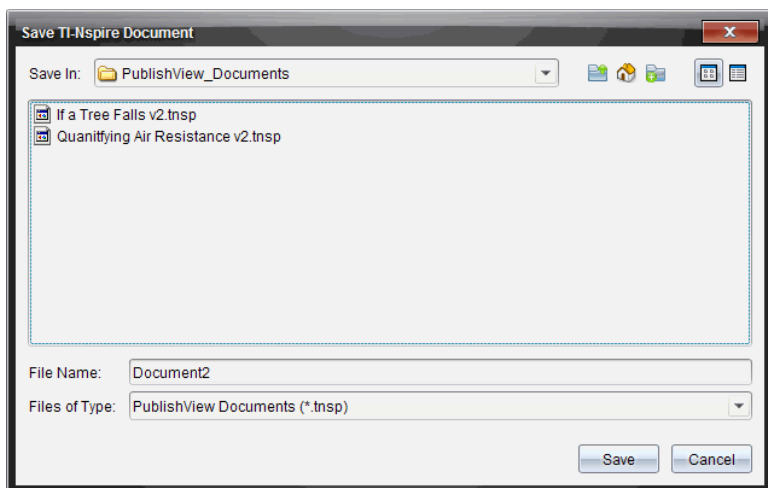 Save TI-Nspire Document
Save In: PublishView_Documents
If a Tree Falls v2.tnsp
Quanitfying Air Resistance v2.tnsp
File Name: Document2
Files of Type: PublishView Documents (*.tnsp)
Save Cancel